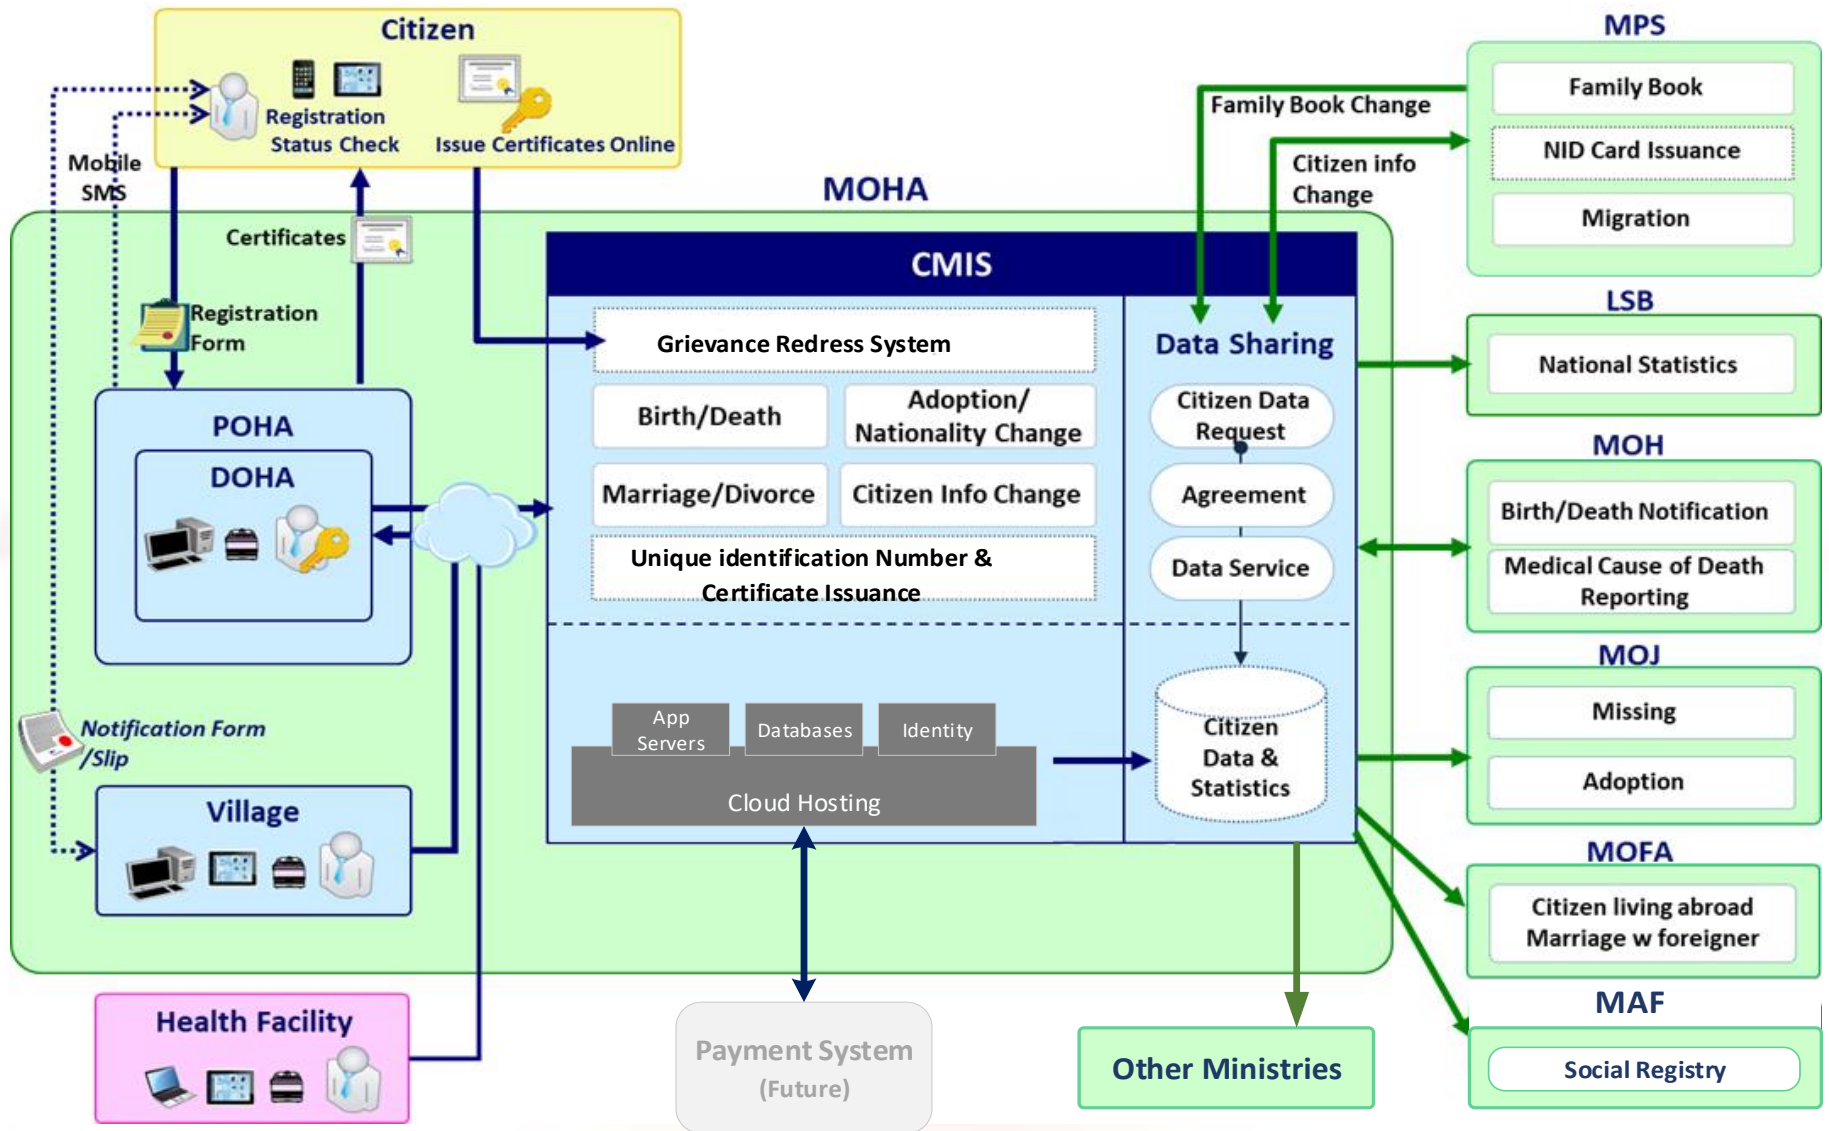 Citizen
Registration
Status Check
Issue Certificates Online
Mobile
SMS
Certificates
Registration
Form
MOHA
POHA
DOHA
Notification Form
/Slip
Village
Health Facility
CMIS
Grievance Redress System
Birth/Death
Adoption/
Nationality Change
Marriage/Divorce
Citizen Info Change
Unique identification Number &
Certificate Issuance
App
Servers
Databases
Identity
Cloud Hosting
Data Sharing
Citizen Data
Request
Agreement
Data Service
Citizen
Data &
Statistics
Payment System
(Future)
Other Ministries
Family Book Change
Citizen info
Change
MPS
Family Book
NID Card Issuance
Migration
LSB
National Statistics
MOH
Birth/Death Notification
Medical Cause of Death
Reporting
MOJ
Missing
Adoption
MOFA
Citizen living abroad
Marriage w foreigner
MAF
Social Registry